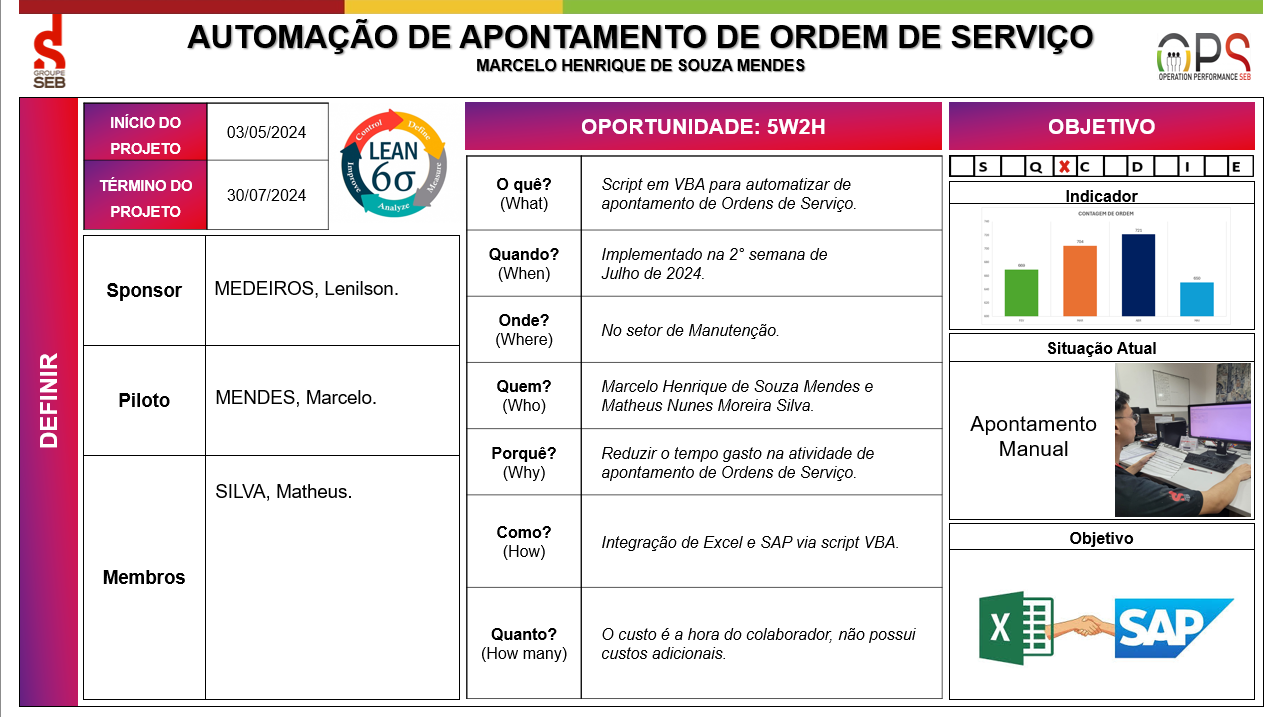 AUTOMAÇÃO DE APONTAMENTO DE ORDEM DE SERVIÇO
MARCELO HENRIQUE DE SOUZA MENDES
GROUPE
SEB
OPS
OPERATION PERFORMANCE SEB
DEFINIR
INÍCIO DO
PROJETO
03/05/2024
TÉRMINO DO
PROJETO
30/07/2024
LEAN
6σ
Control
Define
Measure
Analyze
Improve
Sponsor
MEDEIROS, Lenilson.
Piloto
MENDES, Marcelo.
Membros
SILVA, Matheus.
OPORTUNIDADE: 5W2H
O quê?
(What)
Script em VBA para automatizar de
apontamento de Ordens de Serviço.
Quando?
(When)
Implementado na 2° semana de
Julho de 2024.
Onde?
(Where)
No setor de Manutenção.
Quem?
(Who)
Marcelo Henrique de Souza Mendes e
Matheus Nunes Moreira Silva.
Porquê?
(Why)
Reduzir o tempo gasto na atividade de
apontamento de Ordens de Serviço.
Como?
(How)
Integração de Excel e SAP via script VBA.
Quanto?
(How many)
O custo é a hora do colaborador, não possui
custos adicionais.
OBJETIVO
S Q X C D I E
Indicador
CONTAGEM DE ORDEM
Situação Atual
Apontamento
Manual
Objetivo
X
SAP